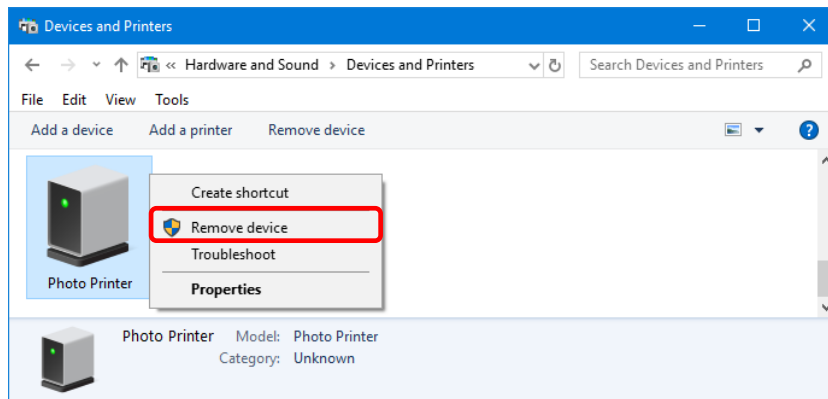 Devices and Printers
« Hardware and Sound > Devices and Printers Search Devices and Printers
File Edit View Tools
Add a device Add a printer Remove device ?
Create shortcut
Remove device
Troubleshoot
Photo Printer
Properties
Photo Printer Model: Photo Printer
Category: Unknown